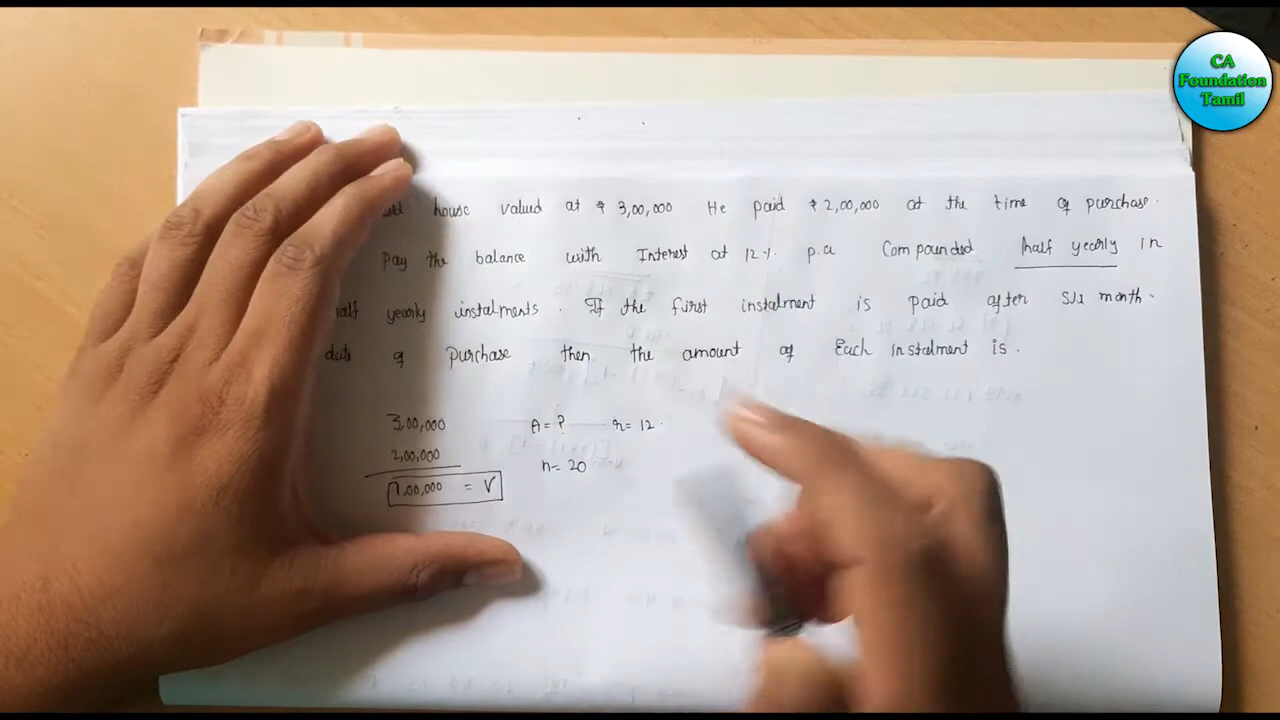 CA
Foundation
Tamil
house valued at ₹ 3,00,000 He paid ₹ 2,00,000 at the time of purchase.
Pay the balance with Interest at 12%. p.a Compounded half yearly in
half yearly instalments. If the first instalment is paid after six month.
date of Purchase then the amount of Each instalment is.
3,00,000 A = ? r = 12.
2,00,000 n = 20
1,00,000 = V